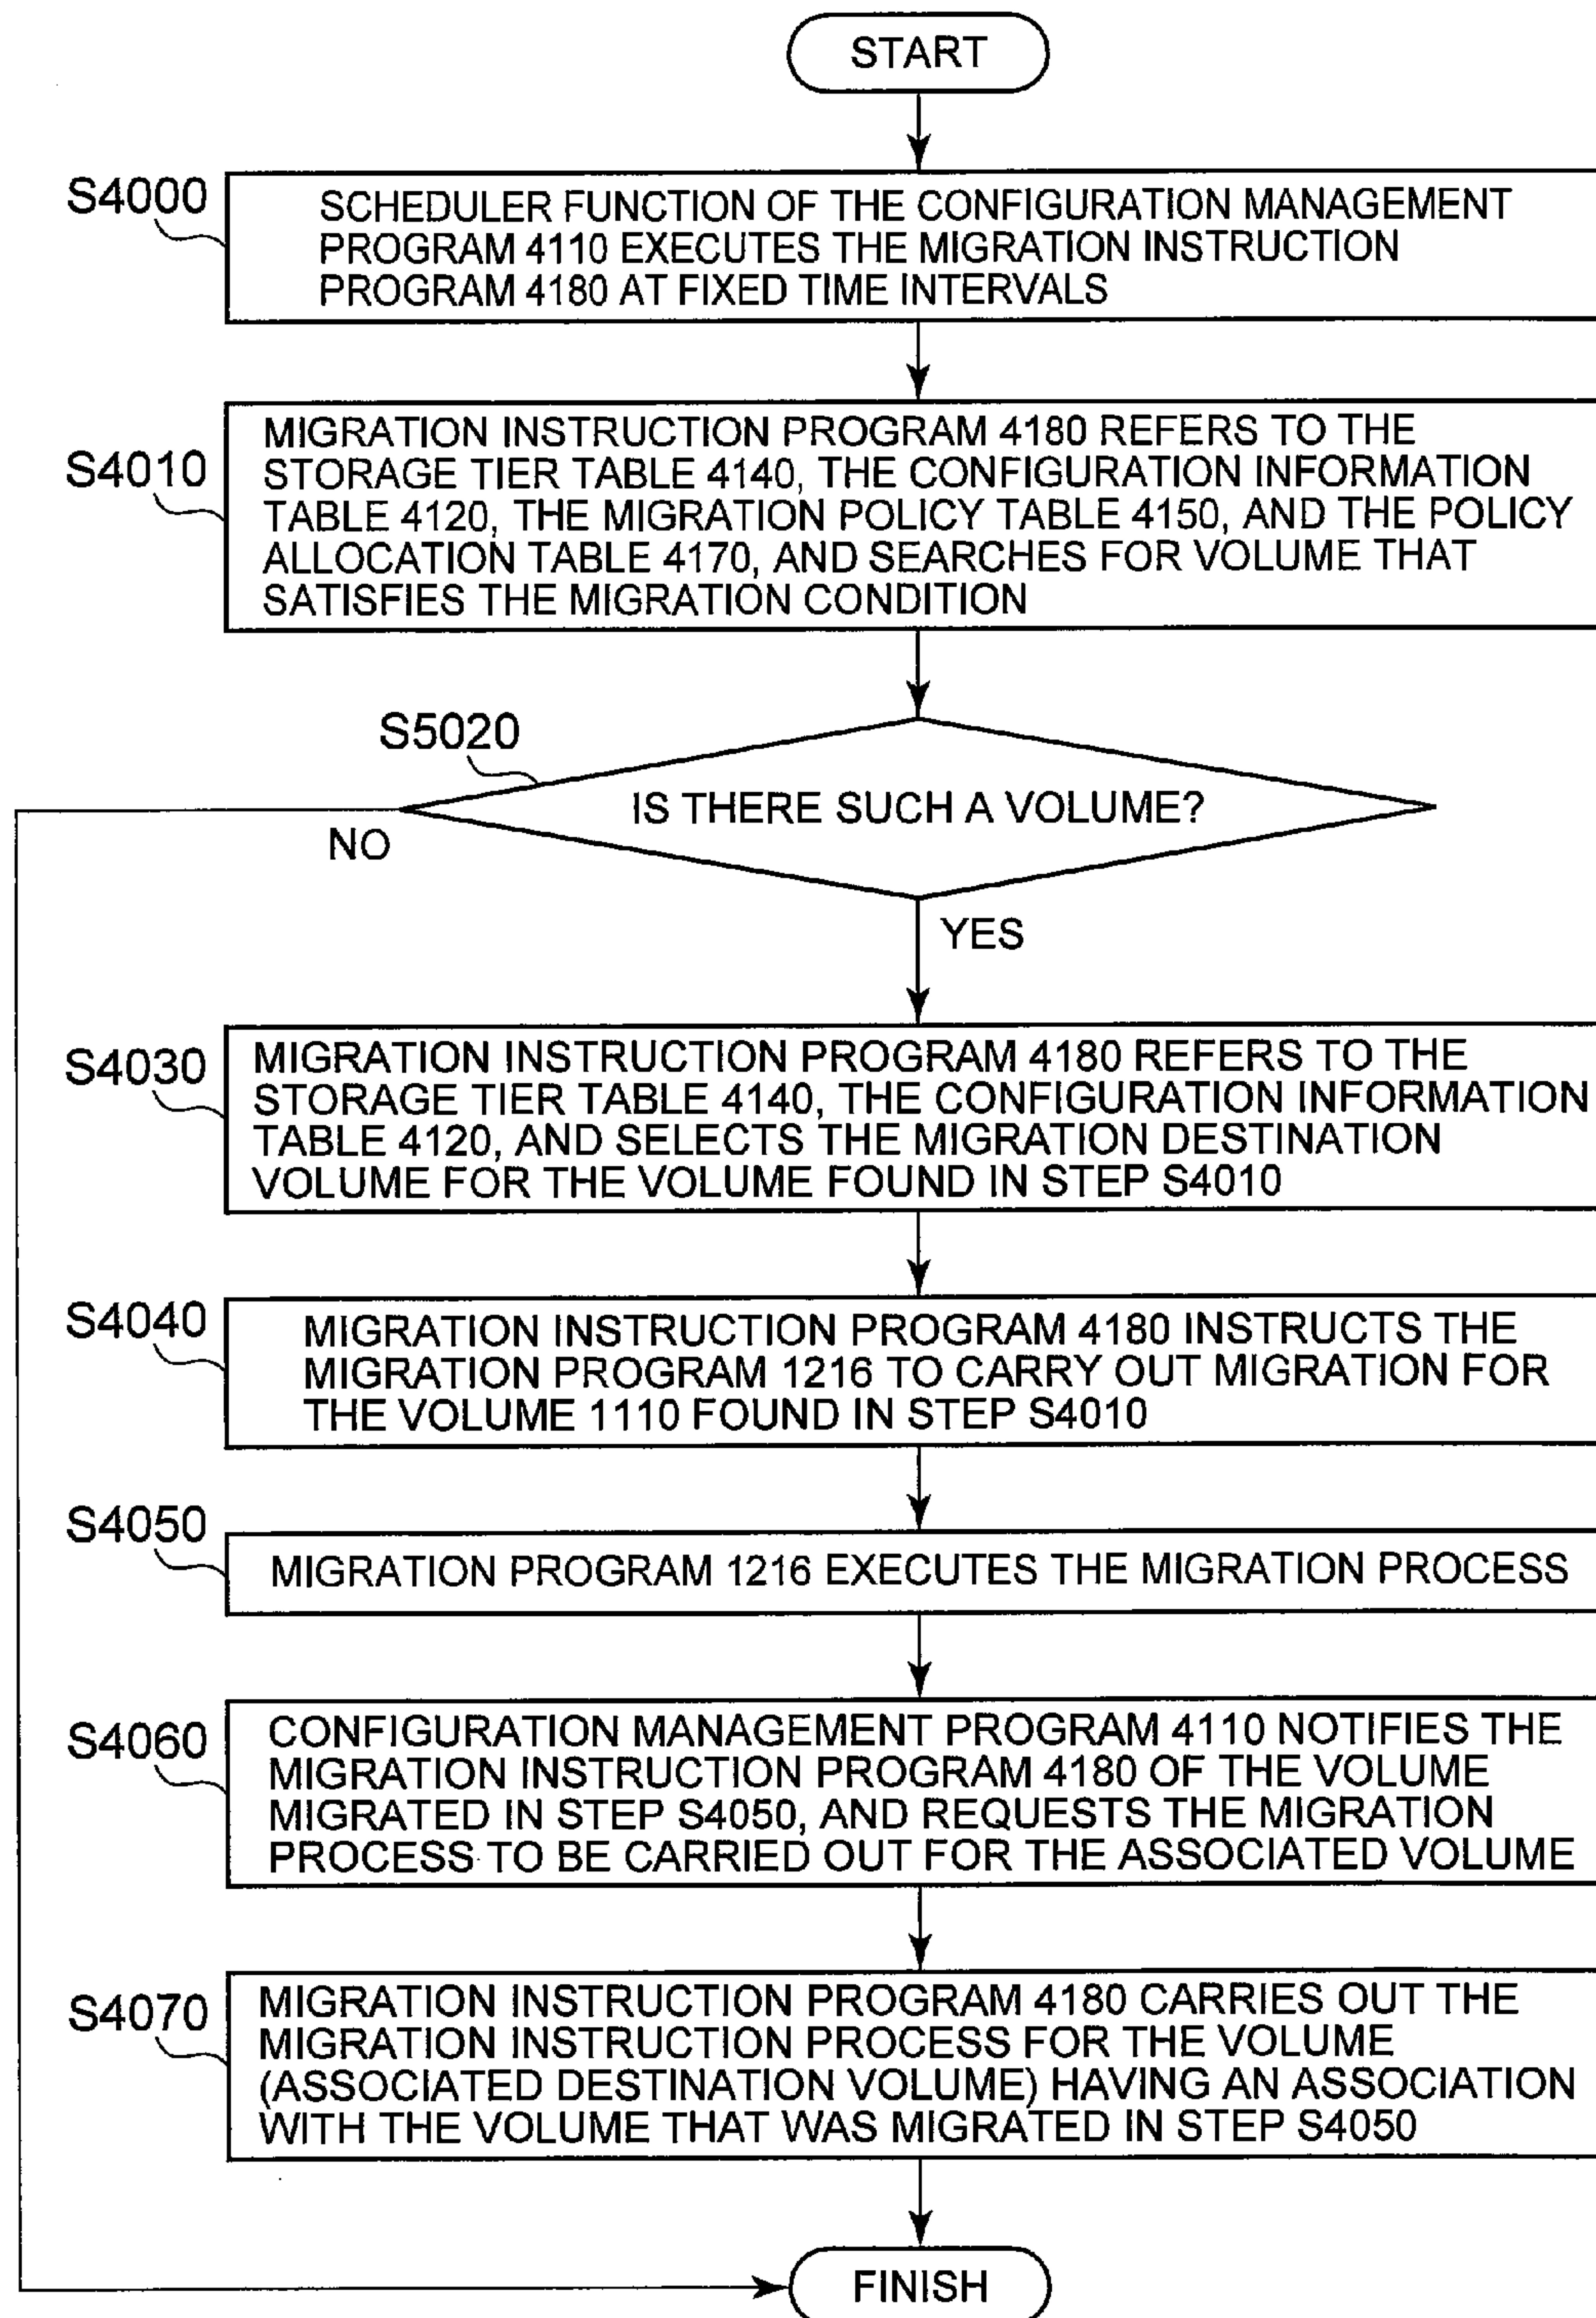 START
S4000
SCHEDULER FUNCTION OF THE CONFIGURATION MANAGEMENT
PROGRAM 4110 EXECUTES THE MIGRATION INSTRUCTION
PROGRAM 4180 AT FIXED TIME INTERVALS
S4010
MIGRATION INSTRUCTION PROGRAM 4180 REFERS TO THE
STORAGE TIER TABLE 4140, THE CONFIGURATION INFORMATION
TABLE 4120, THE MIGRATION POLICY TABLE 4150, AND THE POLICY
ALLOCATION TABLE 4170, AND SEARCHES FOR VOLUME THAT
SATISFIES THE MIGRATION CONDITION
S5020
IS THERE SUCH A VOLUME?
NO
YES
S4030
MIGRATION INSTRUCTION PROGRAM 4180 REFERS TO THE
STORAGE TIER TABLE 4140, THE CONFIGURATION INFORMATION
TABLE 4120, AND SELECTS THE MIGRATION DESTINATION
VOLUME FOR THE VOLUME FOUND IN STEP S4010
S4040
MIGRATION INSTRUCTION PROGRAM 4180 INSTRUCTS THE
MIGRATION PROGRAM 1216 TO CARRY OUT MIGRATION FOR
THE VOLUME 1110 FOUND IN STEP S4010
S4050
MIGRATION PROGRAM 1216 EXECUTES THE MIGRATION PROCESS
S4060
CONFIGURATION MANAGEMENT PROGRAM 4110 NOTIFIES THE
MIGRATION INSTRUCTION PROGRAM 4180 OF THE VOLUME
MIGRATED IN STEP S4050, AND REQUESTS THE MIGRATION
PROCESS TO BE CARRIED OUT FOR THE ASSOCIATED VOLUME
S4070
MIGRATION INSTRUCTION PROGRAM 4180 CARRIES OUT THE
MIGRATION INSTRUCTION PROCESS FOR THE VOLUME
(ASSOCIATED DESTINATION VOLUME) HAVING AN ASSOCIATION
WITH THE VOLUME THAT WAS MIGRATED IN STEP S4050
FINISH